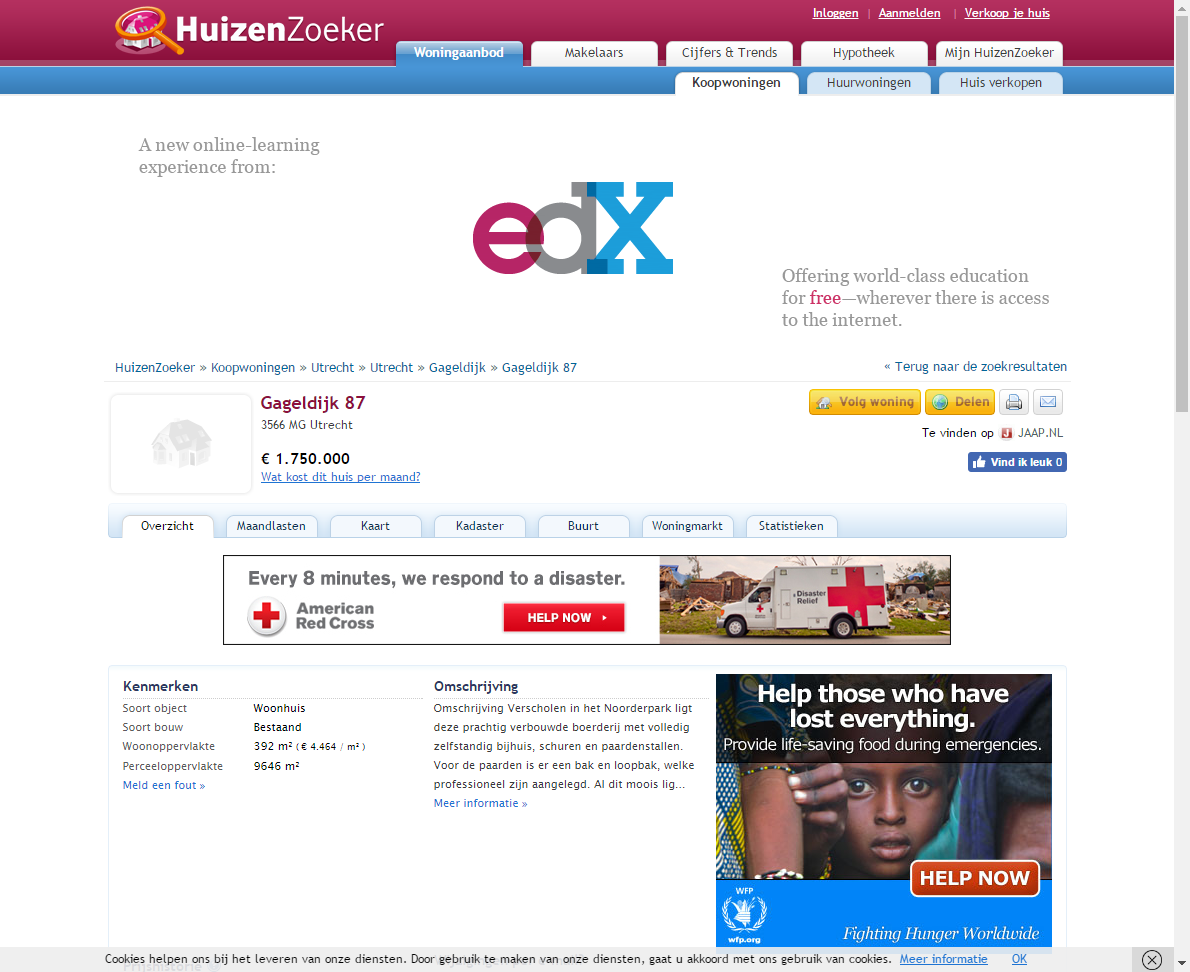 HuizenZoeker
Inloggen | Aanmelden | Verkoop je huis
Woningaanbod Makelaars Cijfers & Trends Hypotheek Mijn HuizenZoeker
Koopwoningen Huurwoningen Huis verkopen
A new online-learning
experience from:
edX
Offering world-class education
for free—wherever there is access
to the internet.
HuizenZoeker » Koopwoningen » Utrecht » Utrecht » Gageldijk » Gageldijk 87
« Terug naar de zoekresultaten
Gageldijk 87
3566 MG Utrecht
€ 1.750.000
Wat kost dit huis per maand?
Volg woning Delen
Te vinden op JAAP.NL
Vind ik leuk 0
Overzicht Maandlasten Kaart Kadaster Buurt Woningmarkt Statistieken
Every 8 minutes, we respond to a disaster.
American
Red Cross
HELP NOW
Disaster
Relief
Kenmerken
Soort object Woonhuis
Soort bouw Bestaand
Woonoppervlakte 392 m² ( € 4.464 / m² )
Perceeloppervlakte 9646 m²
Meld een fout »
Omschrijving
Omschrijving Verscholen in het Noorderpark ligt
deze prachtig verbouwde boerderij met volledig
zelfstandig bijhuis, schuren en paardenstallen.
Voor de paarden is er een bak en loopbak, welke
professioneel zijn aangelegd. Al dit moois lig...
Meer informatie »
Help those who have
lost everything.
Provide life-saving food during emergencies.
HELP NOW
WFP
wfp.org
Fighting Hunger Worldwide
Prijshistorie
Cookies helpen ons bij het leveren van onze diensten. Door gebruik te maken van onze diensten, gaat u akkoord met ons gebruik van cookies. Meer informatie OK